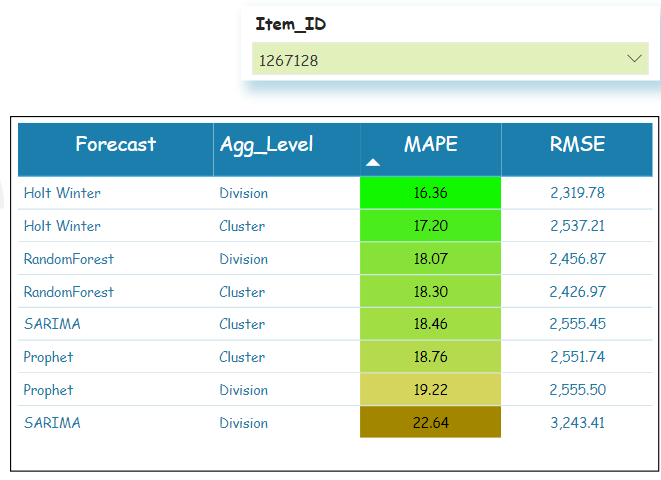 Item_ID
1267128
Forecast Agg_Level MAPE RMSE
Holt Winter Division 16.36 2,319.78
Holt Winter Cluster 17.20 2,537.21
RandomForest Division 18.07 2,456.87
RandomForest Cluster 18.30 2,426.97
SARIMA Cluster 18.46 2,555.45
Prophet Cluster 18.76 2,551.74
Prophet Division 19.22 2,555.50
SARIMA Division 22.64 3,243.41